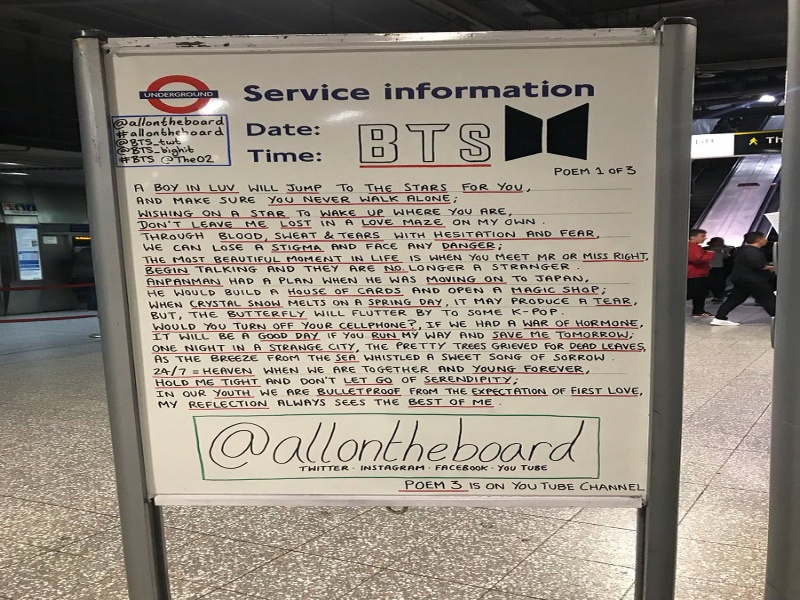 UNDERGROUND
Service information
@allontheboard
#allontheboard
@BTS_twt
@BTS_bighit
#BTS @TheO2
Date:
Time:
BTS
POEM 1 OF 3
A BOY IN LUV WILL JUMP TO THE STARS FOR YOU,
AND MAKE SURE YOU NEVER WALK ALONE;
WISHING ON A STAR TO WAKE UP WHERE YOU ARE,
DON'T LEAVE ME LOST IN A LOVE MAZE ON MY OWN.
THROUGH BLOOD, SWEAT & TEARS WITH HESITATION AND FEAR,
WE CAN LOSE A STIGMA AND FACE ANY DANGER;
THE MOST BEAUTIFUL MOMENT IN LIFE IS WHEN YOU MEET MR OR MISS RIGHT,
BEGIN TALKING AND THEY ARE NO LONGER A STRANGER.
ANPANMAN HAD A PLAN WHEN HE WAS MOVING ON TO JAPAN,
HE WOULD BUILD A HOUSE OF CARDS AND OPEN A MAGIC SHOP;
WHEN CRYSTAL SNOW MELTS ON A SPRING DAY, IT MAY PRODUCE A TEAR,
BUT, THE BUTTERFLY WILL FLUTTER BY TO SOME K-POP.
WOULD YOU TURN OFF YOUR CELLPHONE?, IF WE HAD A WAR OF HORMONE,
IT WILL BE A GOOD DAY IF YOU RUN MY WAY AND SAVE ME TOMORROW;
ONE NIGHT IN A STRANGE CITY, THE PRETTY TREES GRIEVED FOR DEAD LEAVES,
AS THE BREEZE FROM THE SEA WHISTLED A SWEET SONG OF SORROW.
24/7 = HEAVEN WHEN WE ARE TOGETHER AND YOUNG FOREVER,
HOLD ME TIGHT AND DON'T LET GO OF SERENDIPITY;
IN OUR YOUTH WE ARE BULLETPROOF FROM THE EXPECTATION OF FIRST LOVE,
MY REFLECTION ALWAYS SEES THE BEST OF ME.
@allontheboard
TWITTER · INSTAGRAM · FACEBOOK · YOU TUBE
POEM 3 IS ON YOU TUBE CHANNEL